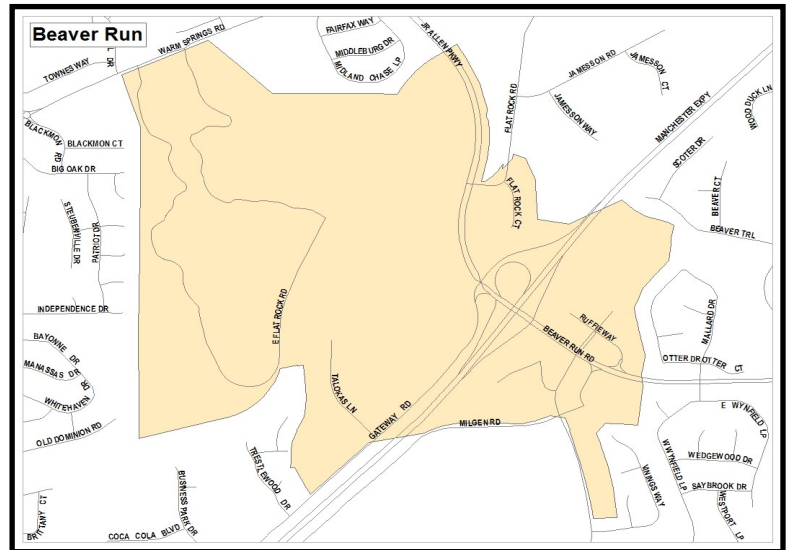 Beaver Run
WARM SPRINGS RD
FAIRFAX WAY
MIDDLEBURG DR
MIDLAND CHASE LP
JR ALLEN PKWY
TOWNES WAY
L DR
FLAT ROCK RD
JAMESSON RD
JAMESSON CT
JAMESSON WAY
MANCHESTER EXPY
WOOD DUCK LN
BLACKMON RD
BLACKMON CT
BIG OAK DR
SCOTER DR
BEAVER CT
BEAVER TRL
FLAT ROCK CT
STEUBENVILLE DR
PATRIOT DR
INDEPENDENCE DR
E FLAT ROCK RD
RUFFIE WAY
BEAVER RUN RD
MALLARD DR
OTTER DR
OTTER CT
BAYONNE DR
MANASSAS DR
DR
WHITEHAVEN
OLD DOMINION RD
TALOKAS LN
GATEWAY RD
MILGEN RD
E WYNFIELD LP
W WYNFIELD LP
WEDGEWOOD DR
SAYBROOK DR
WESTPORT LP
VININGS WAY
TRESTLEWOOD DR
BUSINESS PARK DR
COCA COLA BLVD
BRITTANY CT